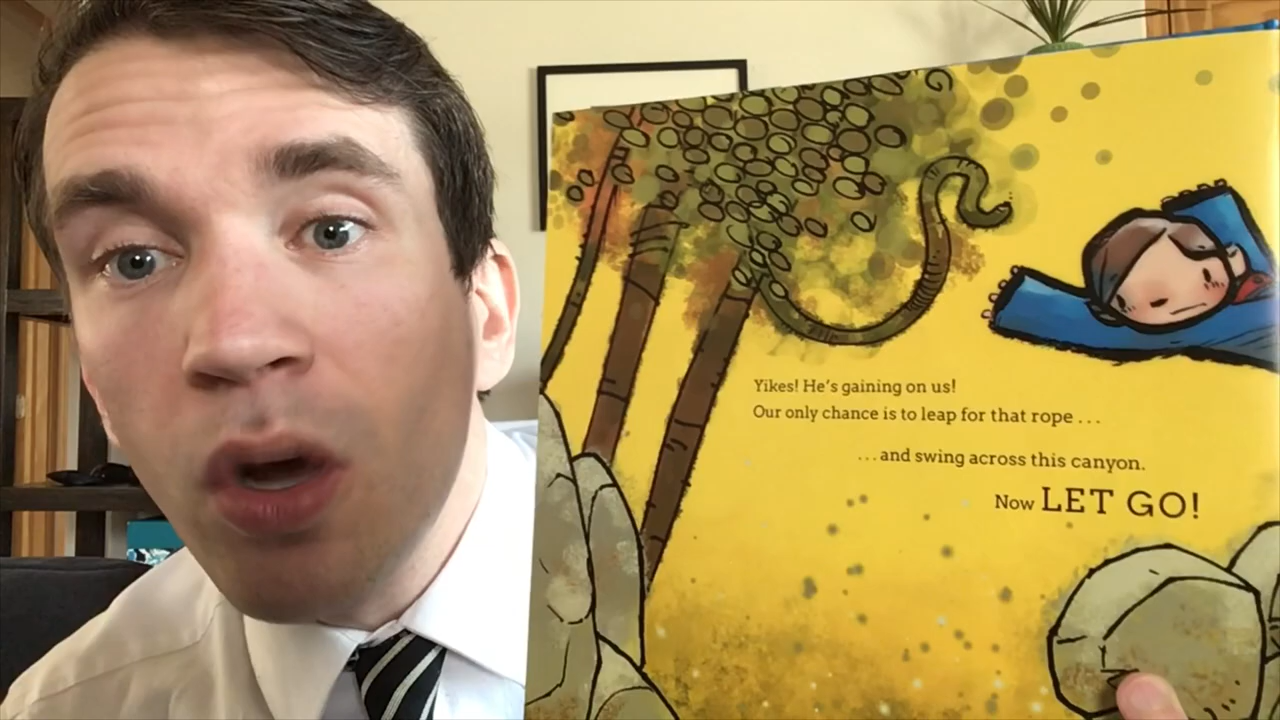 Yikes! He's gaining on us!
Our only chance is to leap for that rope . . .
. . . and swing across this canyon.
Now LET GO!